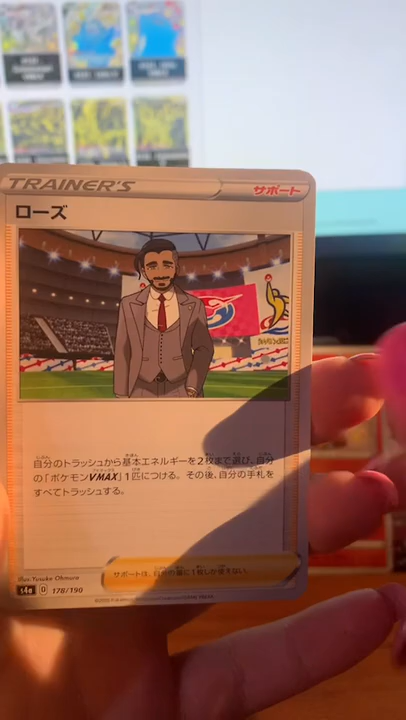 TRAINER'S サポート
ローズ
自分のトラッシュから基本エネルギーを2枚まで選び、自分
の「ポケモンVMAX」1匹につける。その後、自分の手札を
すべてトラッシュする。
Illus. Yusuke Ohmura
サポートは、自分の番に1枚しか使えない。
s4a D 178/190